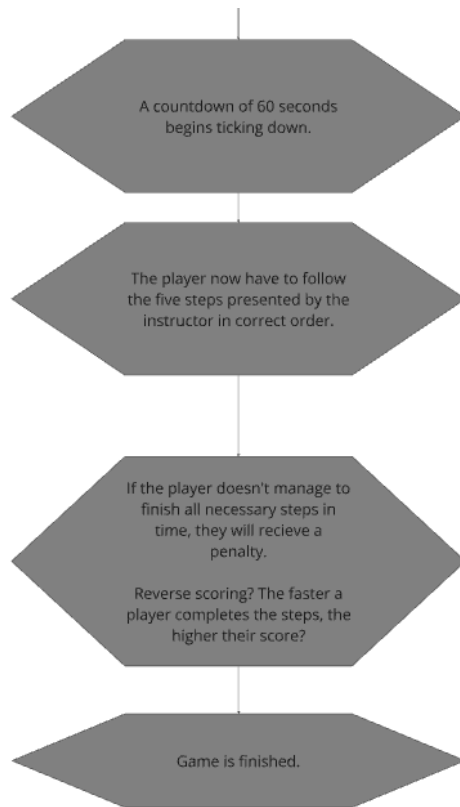 A countdown of 60 seconds
begins ticking down.
The player now have to follow
the five steps presented by the
instructor in correct order.
If the player doesn't manage to
finish all necessary steps in
time, they will recieve a
penalty.
Reverse scoring? The faster a
player completes the steps, the
higher their score?
Game is finished.